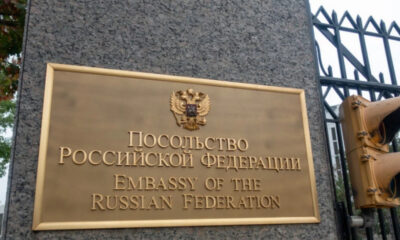 Посольство
Российской Федерации
Embassy of the
Russian Federation